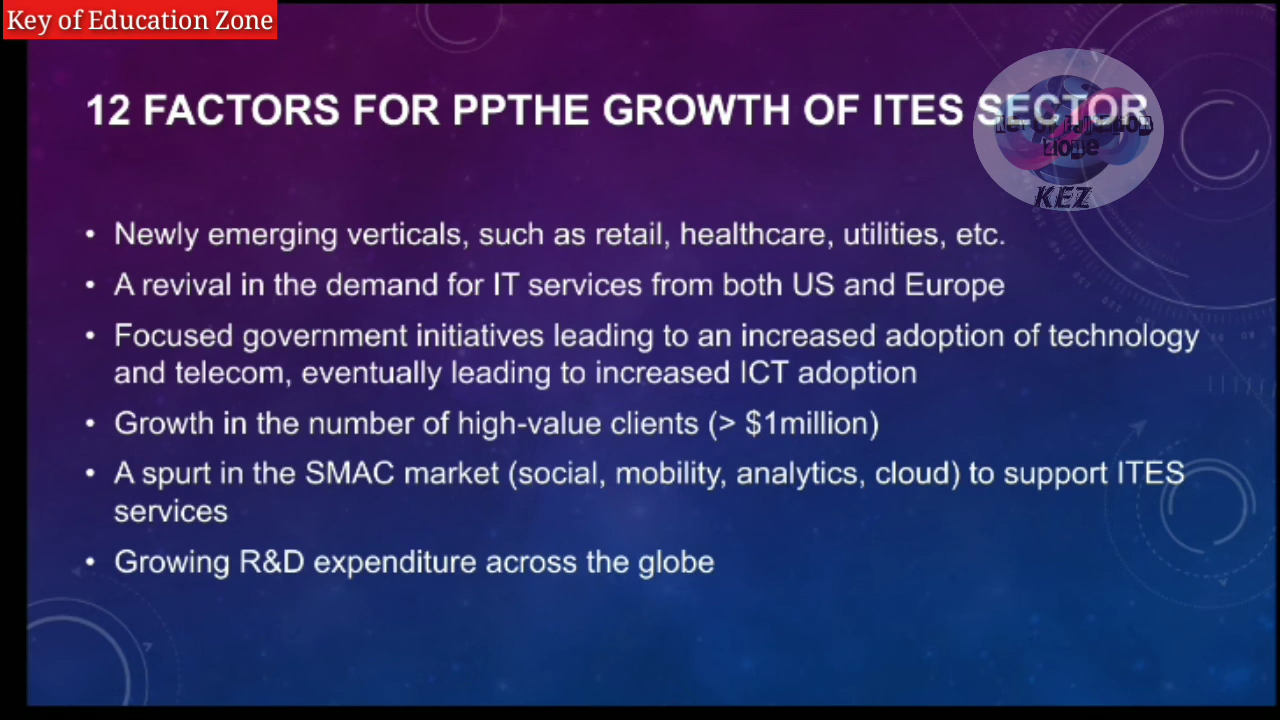 Key of Education Zone
12 FACTORS FOR PPTHE GROWTH OF ITES SECTOR
KEZ
• Newly emerging verticals, such as retail, healthcare, utilities, etc.
• A revival in the demand for IT services from both US and Europe
• Focused government initiatives leading to an increased adoption of technology
and telecom, eventually leading to increased ICT adoption
• Growth in the number of high-value clients (> $1million)
• A spurt in the SMAC market (social, mobility, analytics, cloud) to support ITES
services
• Growing R&D expenditure across the globe